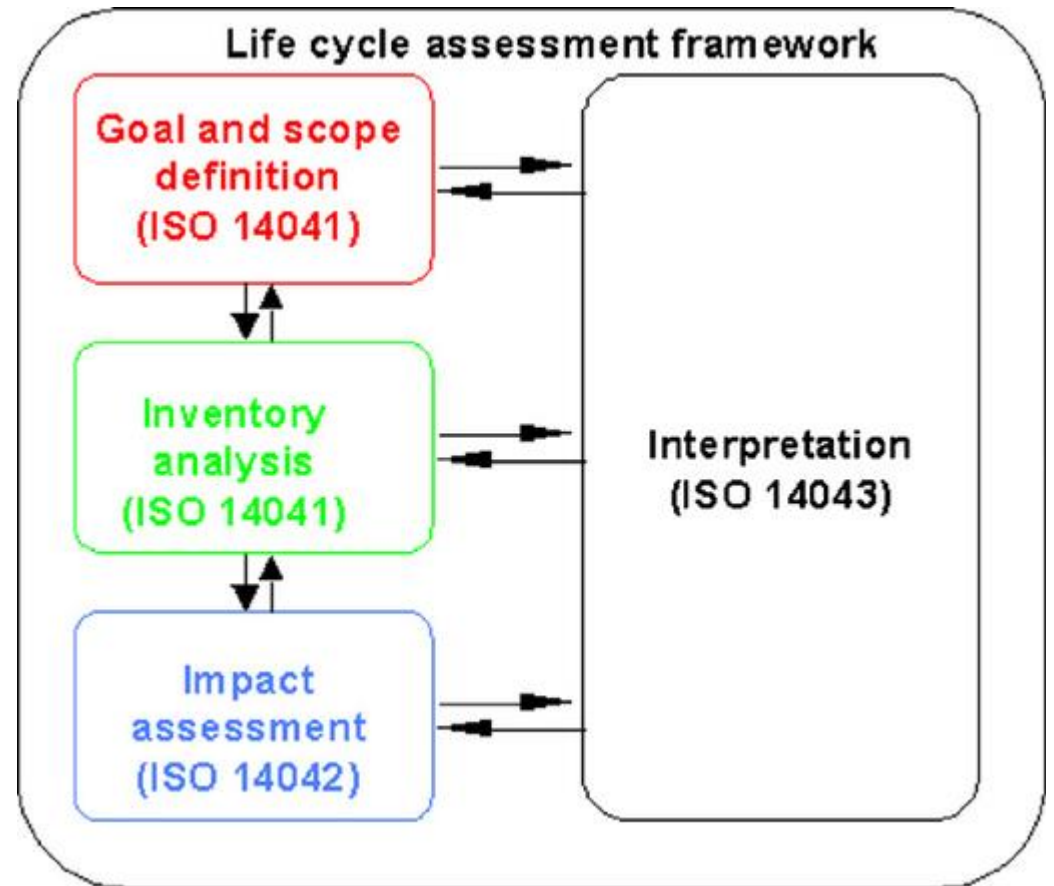 Life cycle assessment framework
Goal and scope
definition
(ISO 14041)
Inventory
analysis
(ISO 14041)
Impact
assessment
(ISO 14042)
Interpretation
(ISO 14043)